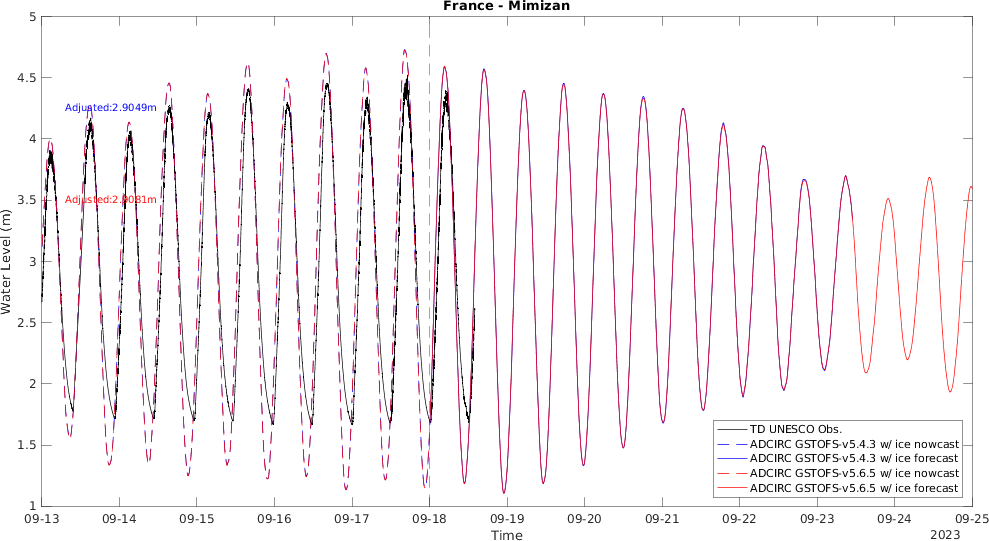 France - Mimizan
5
4.5
4
3.5
3
2.5
2
1.5
1
Water Level (m)
Adjusted:2.9049m
Adjusted:2.9081m
TD UNESCO Obs.
ADCIRC GSTOFS-v5.4.3 w/ ice nowcast
ADCIRC GSTOFS-v5.4.3 w/ ice forecast
ADCIRC GSTOFS-v5.6.5 w/ ice nowcast
ADCIRC GSTOFS-v5.6.5 w/ ice forecast
09-13 09-14 09-15 09-16 09-17 09-18 09-19 09-20 09-21 09-22 09-23 09-24 09-25
Time
2023